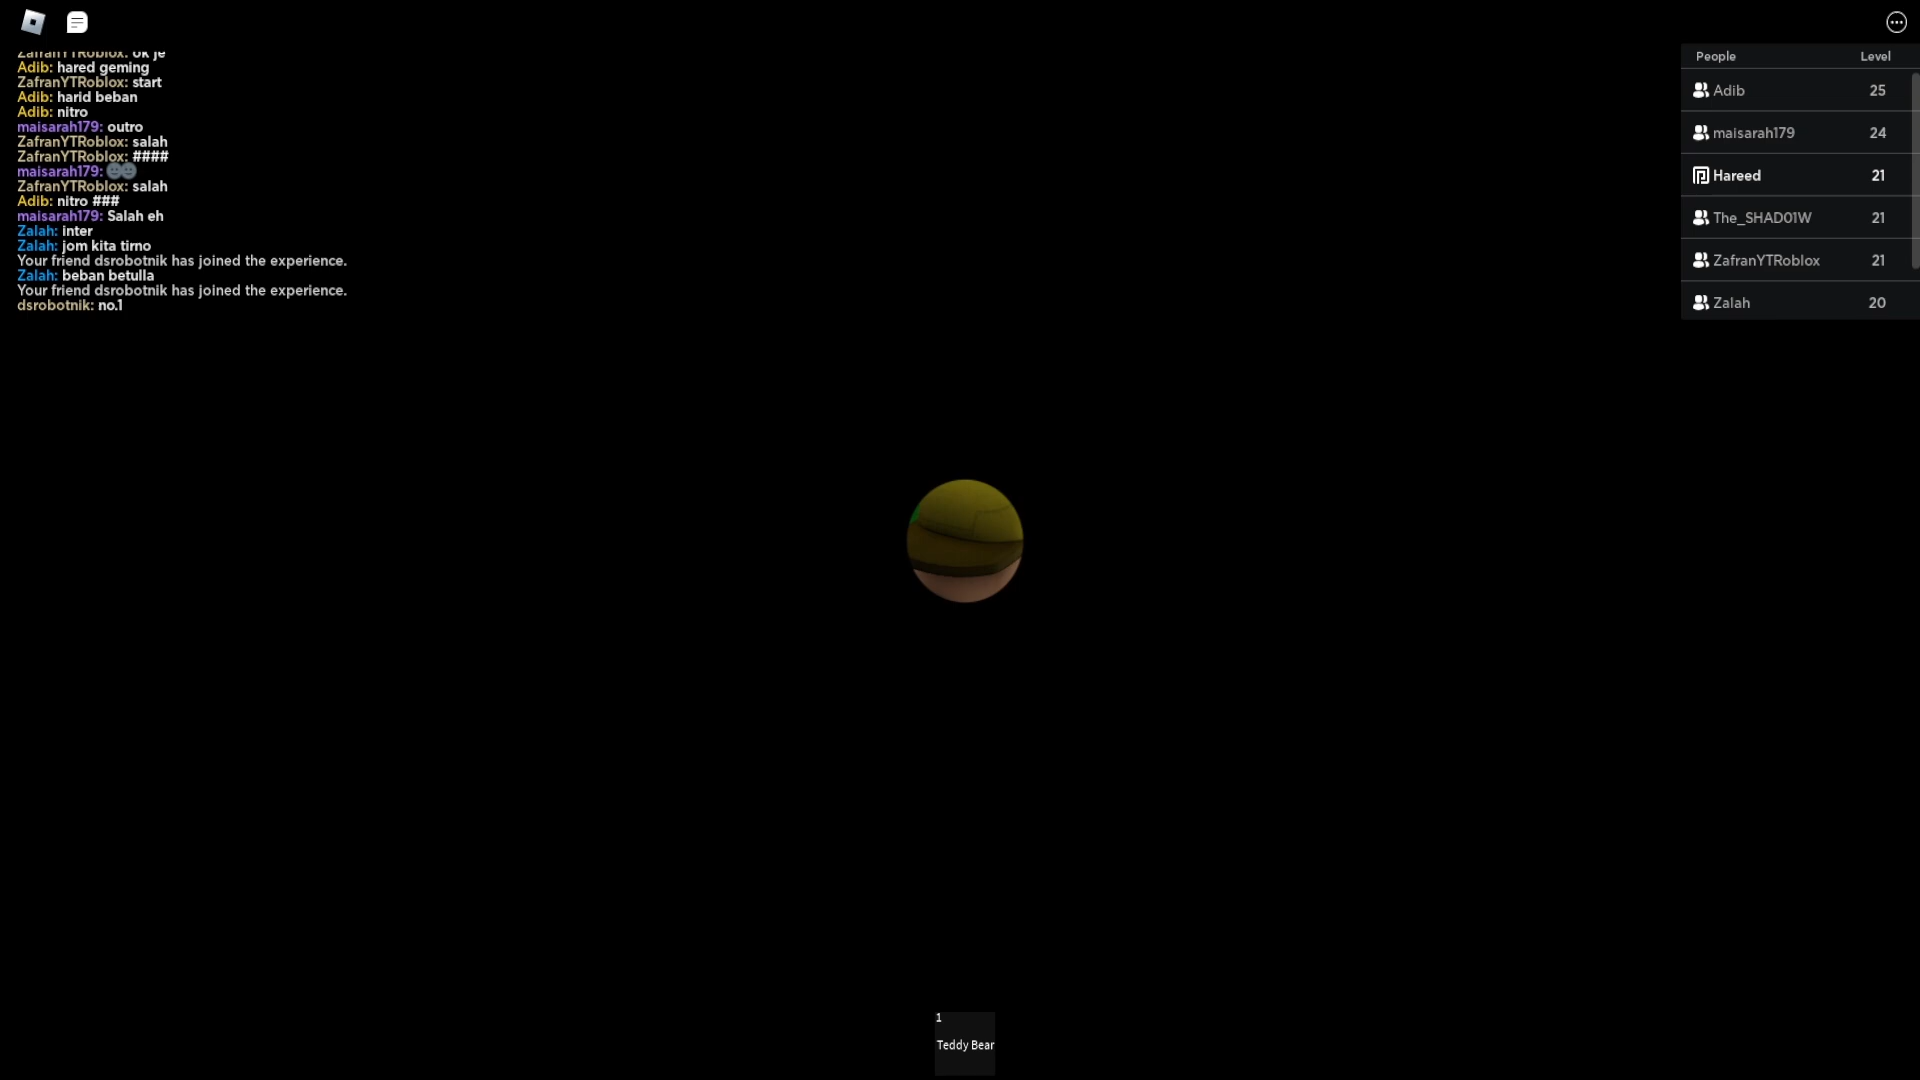 ZafranYTRoblox: ok je
Adib: hared geming
ZafranYTRoblox: start
Adib: harid beban
Adib: nitro
maisarah179: outro
ZafranYTRoblox: salah
ZafranYTRoblox: ####
maisarah179: 🌚🌚
ZafranYTRoblox: salah
Adib: nitro ###
maisarah179: Salah eh
Zalah: inter
Zalah: jom kita tirno
Your friend dsrobotnik has joined the experience.
Zalah: beban betulla
Your friend dsrobotnik has joined the experience.
dsrobotnik: no.1
People Level
Adib 25
maisarah179 24
Hareed 21
The_SHAD01W 21
ZafranYTRoblox 21
Zalah 20
1
Teddy Bear